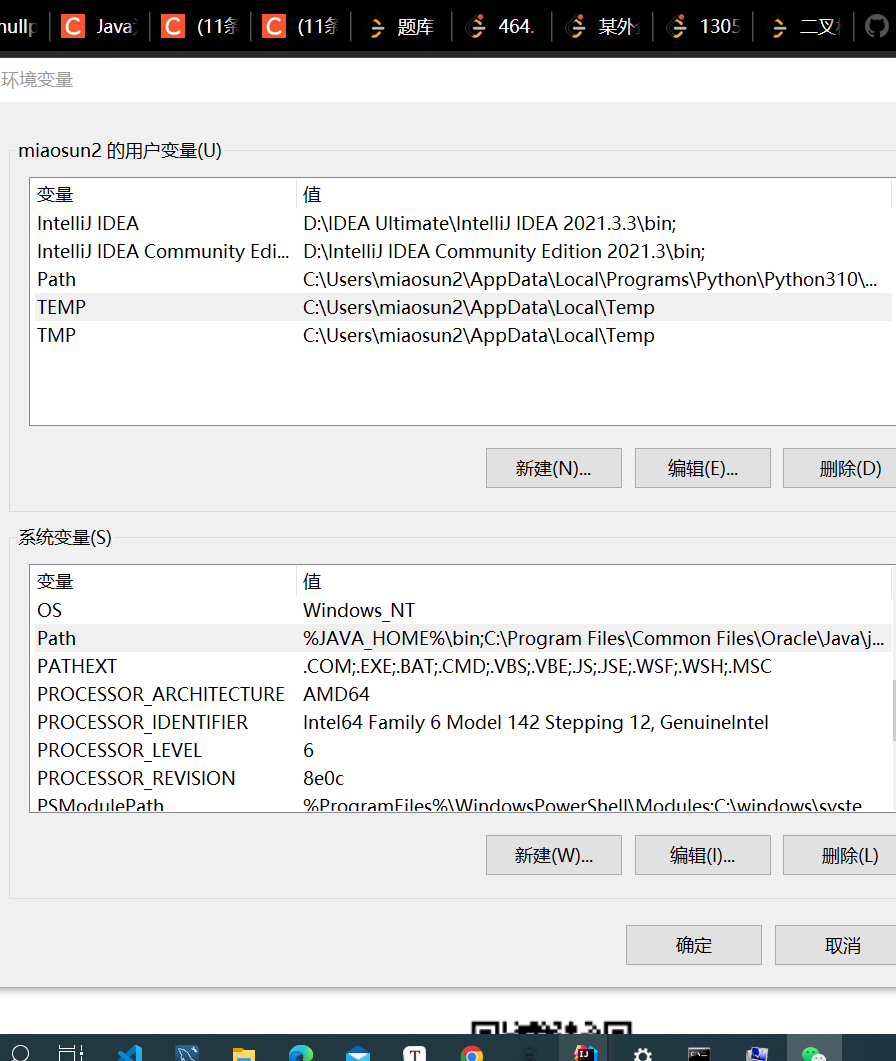 nullp Java (11条 (11条 题库 464. 某外 1305 二叉
环境变量
miaosun2 的用户变量(U)
变量 值
IntelliJ IDEA D:\IDEA Ultimate\IntelliJ IDEA 2021.3.3\bin;
IntelliJ IDEA Community Edi... D:\IntelliJ IDEA Community Edition 2021.3\bin;
Path C:\Users\miaosun2\AppData\Local\Programs\Python\Python310\...
TEMP C:\Users\miaosun2\AppData\Local\Temp
TMP C:\Users\miaosun2\AppData\Local\Temp
新建(N)... 编辑(E)... 删除(D)
系统变量(S)
变量 值
OS Windows_NT
Path %JAVA_HOME%\bin;C:\Program Files\Common Files\Oracle\Java\j...
PATHEXT .COM;.EXE;.BAT;.CMD;.VBS;.VBE;.JS;.JSE;.WSF;.WSH;.MSC
PROCESSOR_ARCHITECTURE AMD64
PROCESSOR_IDENTIFIER Intel64 Family 6 Model 142 Stepping 12, GenuineIntel
PROCESSOR_LEVEL 6
PROCESSOR_REVISION 8e0c
PSModulePath %ProgramFiles%\WindowsPowerShell\Modules;C:\windows\syste
新建(W)... 编辑(I)... 删除(L)
确定 取消